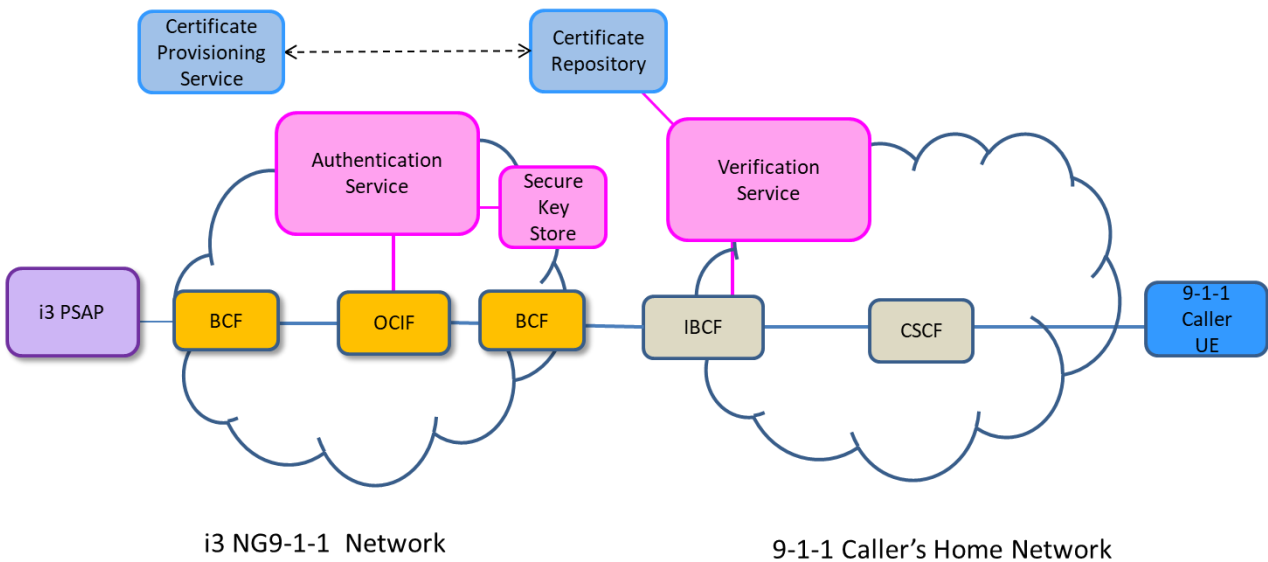 Certificate
Provisioning
Service
Certificate
Repository
Authentication
Service
Secure
Key
Store
Verification
Service
i3 PSAP
BCF
OCIF
BCF
IBCF
CSCF
9-1-1
Caller
UE
i3 NG9-1-1 Network
9-1-1 Caller’s Home Network